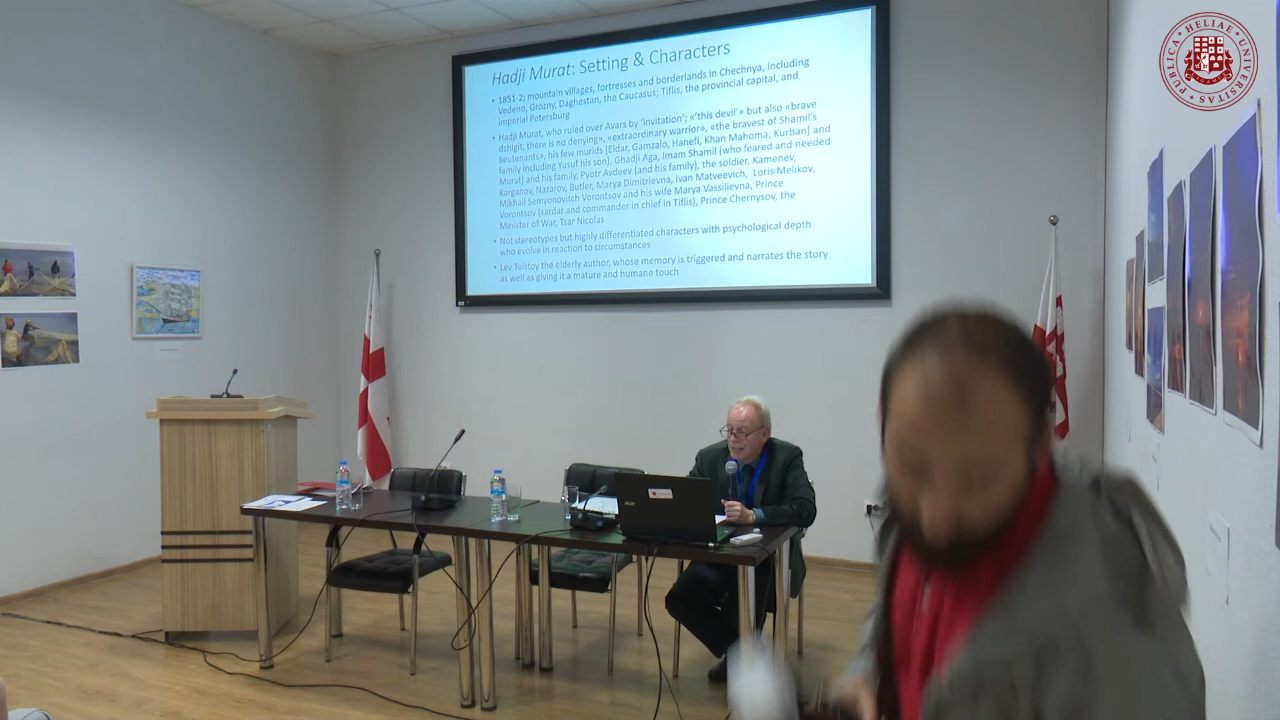 Hadji Murat: Setting & Characters
• 1851-2; mountain villages, fortresses and borderlands in Chechnya, including
Vedeno, Grozny, Daghestan, the Caucasus; Tiflis, the provincial capital, and
imperial Petersburg
• Hadji Murat, who ruled over Avars by 'invitation'; «'this devil'» but also «brave
dzhigit, there is no denying», «extraordinary warrior», «the bravest of Shamil's
lieutenants», his few murids [Eldar, Gamzalo, Hanefi, Khan Mahoma, Kurban] and
family including Yusuf his son), Ghadji Aga, Imam Shamil (who feared and needed
Murat) and his family, Pyotr Avdeev (and his family), the soldier, Kamenev,
Karganov, Nazarov, Butler, Marya Dimitrievna, Ivan Matveevich, Loris-Melikov,
Mikhail Semyonovitch Vorontsov and his wife Marya Vassilievna, Prince
Vorontsov (sardar and commander in chief in Tiflis), Prince Chernysov, the
Minister of War, Tsar Nicolas
• Not stereotypes but highly differentiated characters with psychological depth
who evolve in reaction to circumstances
• Lev Tolstoy the elderly author, whose memory is triggered and narrates the story
as well as giving it a mature and humane touch
PUBLICA HELIAE UNIVERSITAS
acer